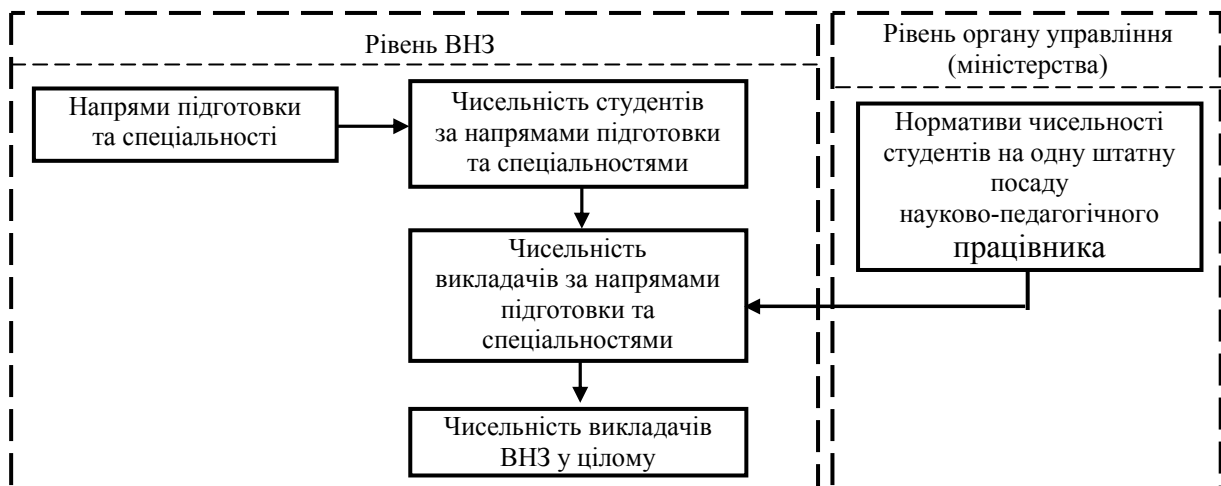 Рівень ВНЗ
Напрями підготовки
та спеціальності
Чисельність студентів
за напрямами підготовки
та спеціальностями
Чисельність
викладачів за напрямами
підготовки та
спеціальностями
Чисельність викладачів
ВНЗ у цілому
Рівень органу управління
(міністерства)
Нормативи чисельності
студентів на одну штатну
посаду
науково-педагогічного
працівника